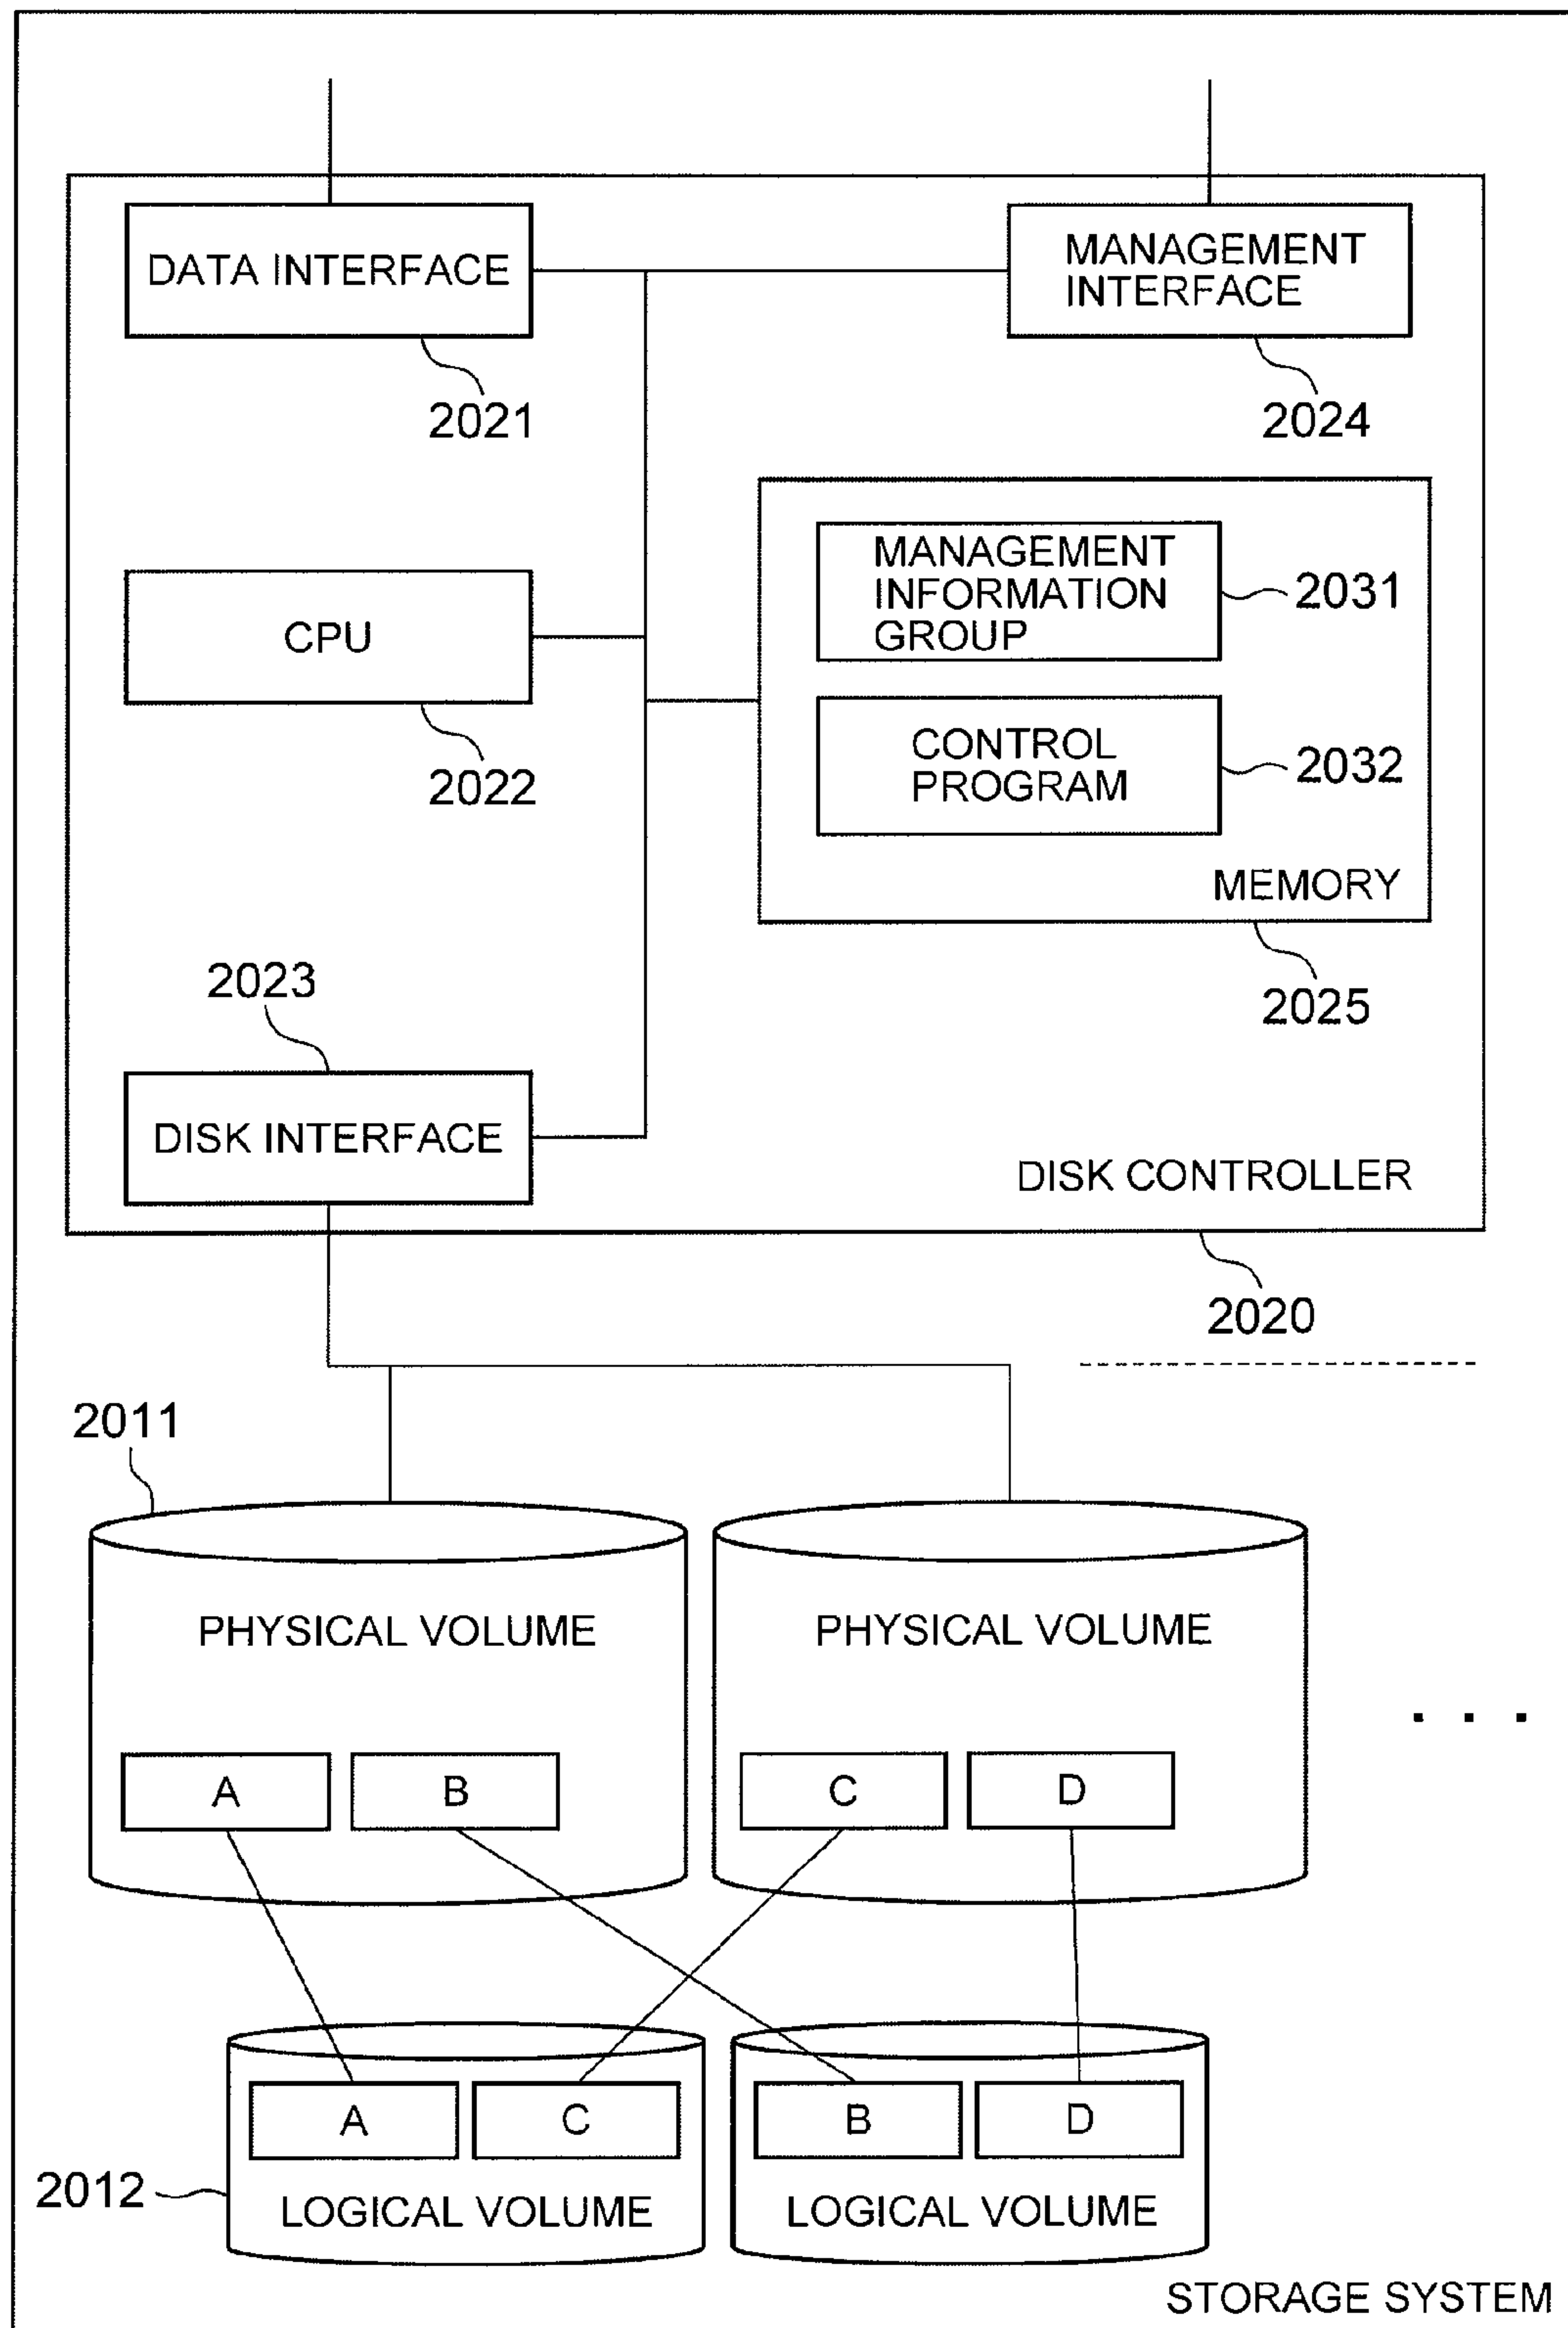 DATA INTERFACE
MANAGEMENT
INTERFACE
2021
2024
MANAGEMENT
INFORMATION
GROUP
2031
CPU
CONTROL
PROGRAM
2032
2022
MEMORY
2023
2025
DISK INTERFACE
DISK CONTROLLER
2020
2011
PHYSICAL VOLUME
PHYSICAL VOLUME
. . .
A
B
C
D
A
C
B
D
2012
LOGICAL VOLUME
LOGICAL VOLUME
STORAGE SYSTEM